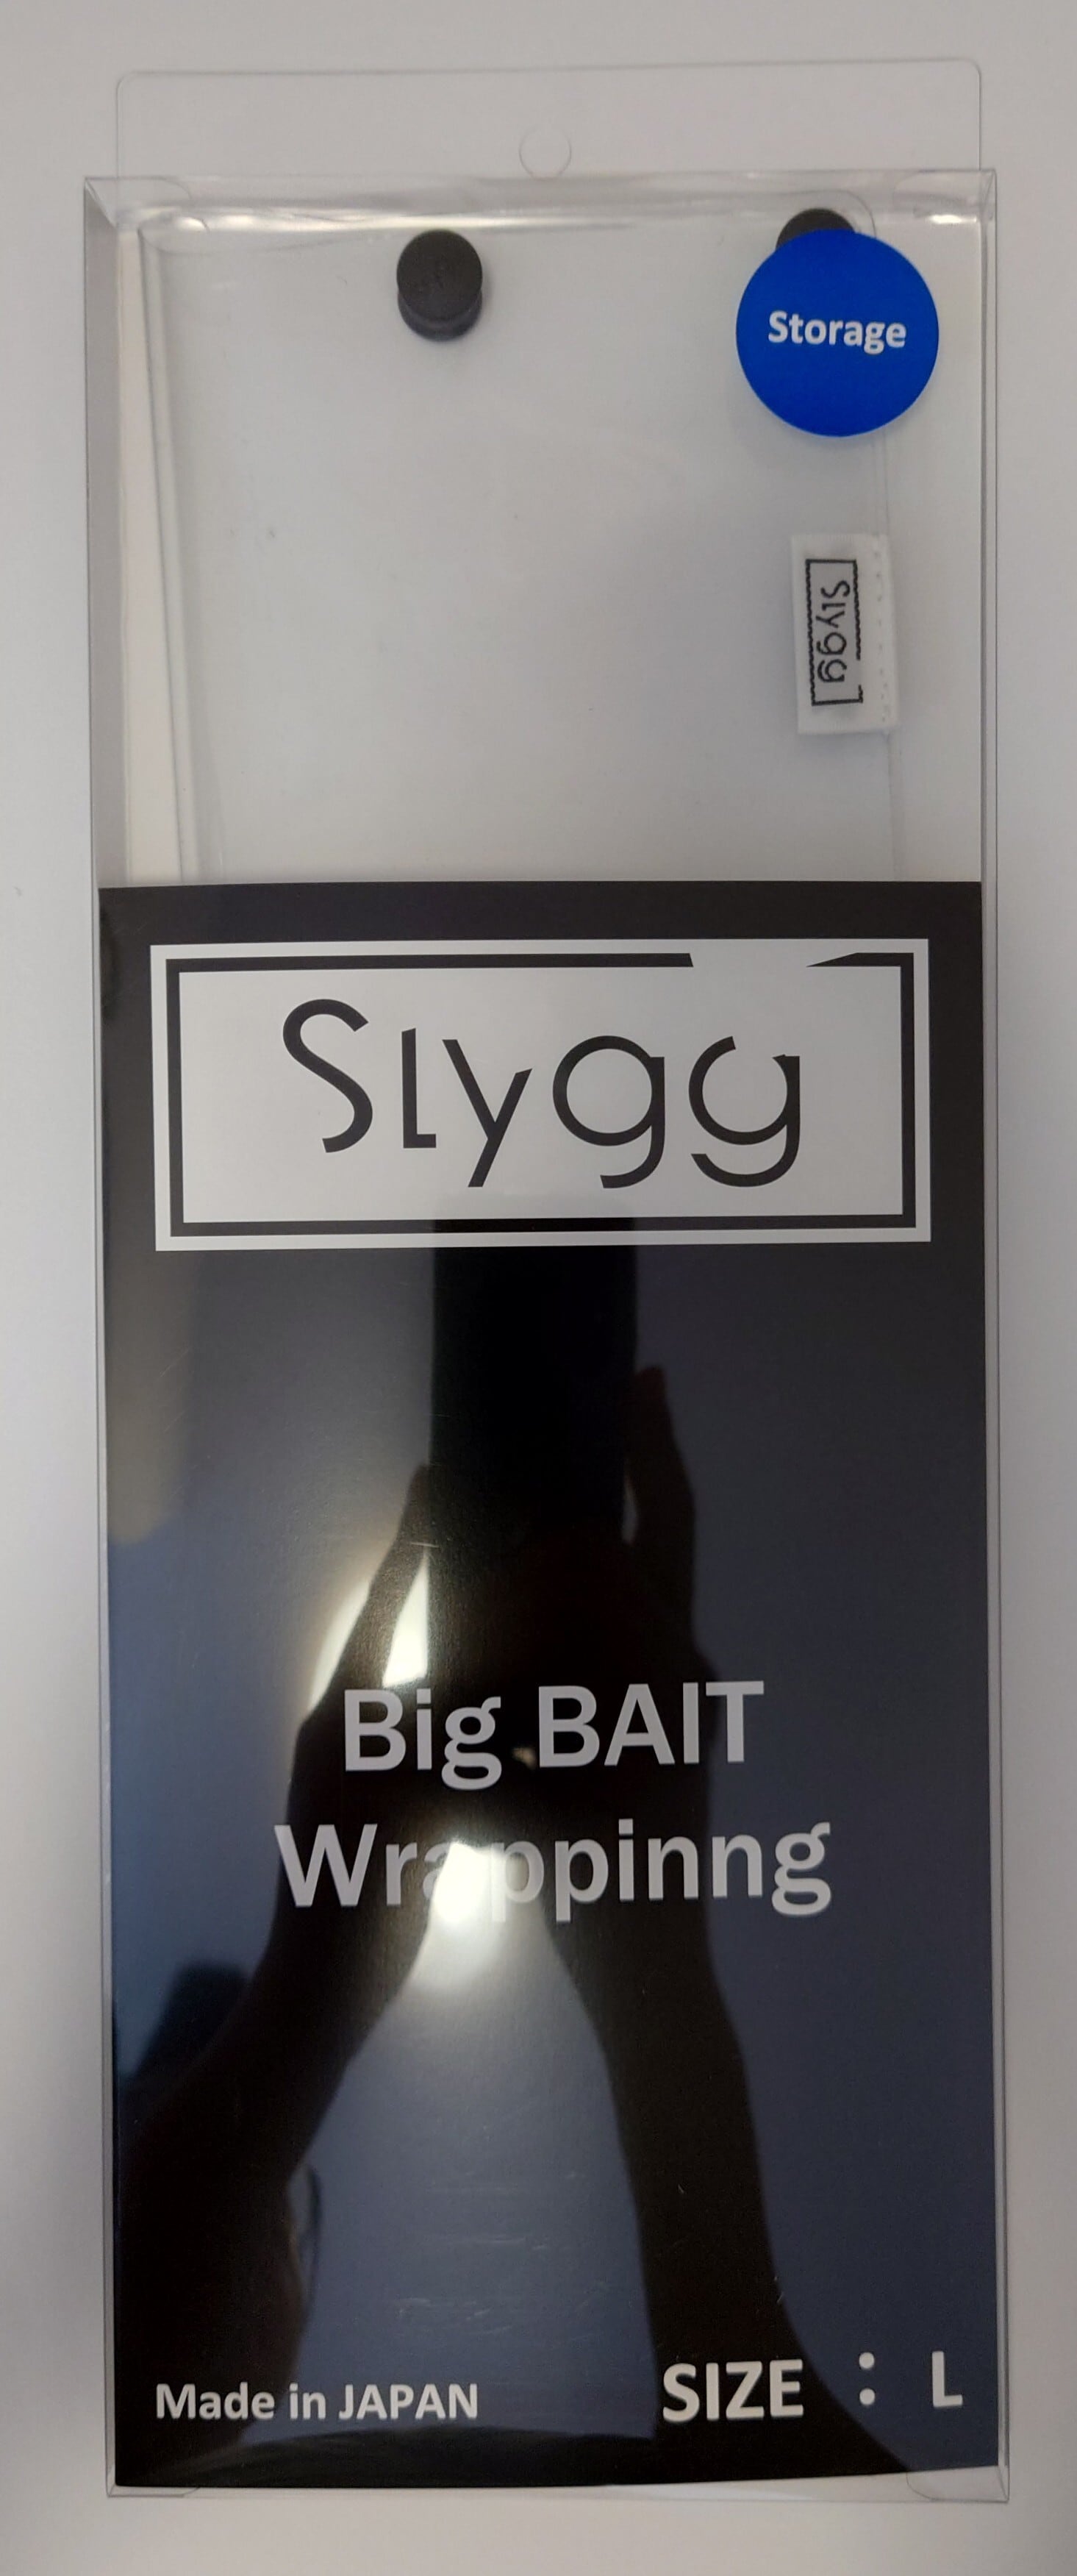 Storage
Slygg
Slygg
Big BAIT
Wrappinng
Made in JAPAN
SIZE : L